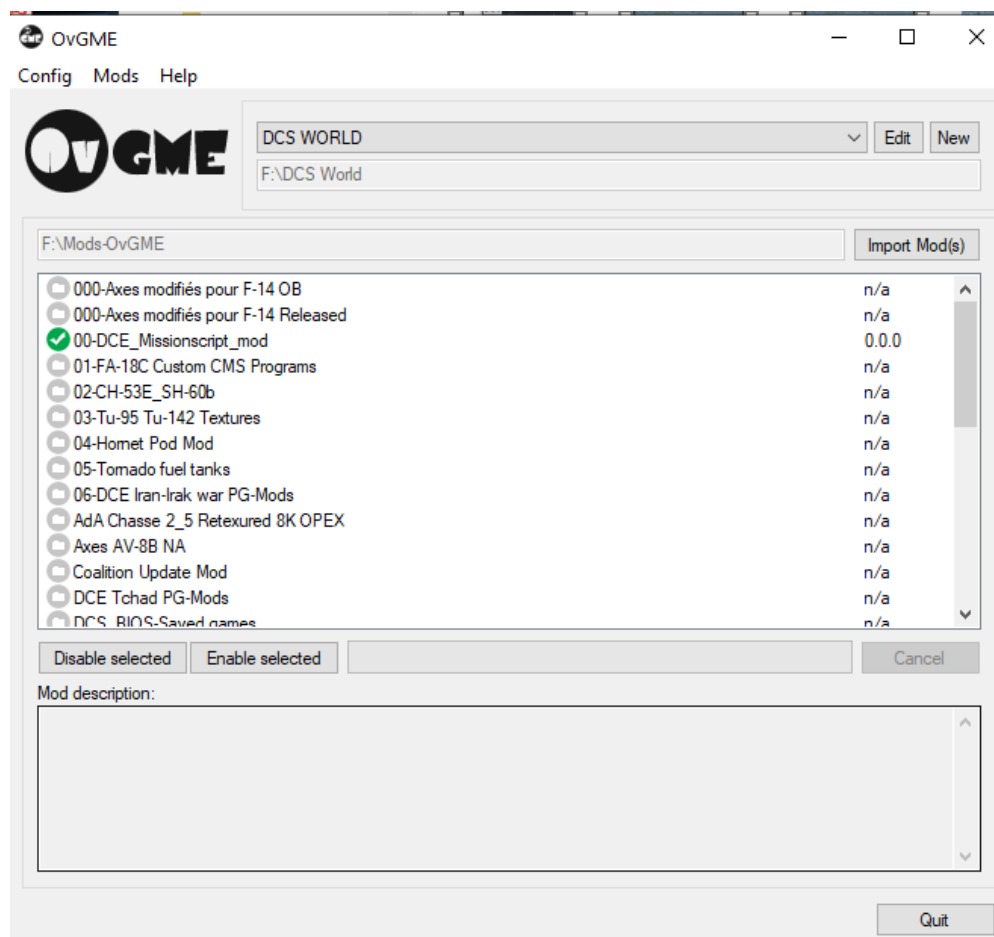 OvGME
Config Mods Help
OvGME
DCS WORLD
Edit New
F:\DCS World
F:\Mods-OvGME
Import Mod(s)
000-Axes modifiés pour F-14 OB n/a
000-Axes modifiés pour F-14 Released n/a
00-DCE_Missionscript_mod 0.0.0
01-FA-18C Custom CMS Programs n/a
02-CH-53E_SH-60b n/a
03-Tu-95 Tu-142 Textures n/a
04-Hornet Pod Mod n/a
05-Tornado fuel tanks n/a
06-DCE Iran-Irak war PG-Mods n/a
AdA Chasse 2_5 Retexured 8K OPEX n/a
Axes AV-8B NA n/a
Coalition Update Mod n/a
DCE Tchad PG-Mods n/a
DCS_BIOS-Saved games n/a
Disable selected Enable selected Cancel
Mod description:
Quit